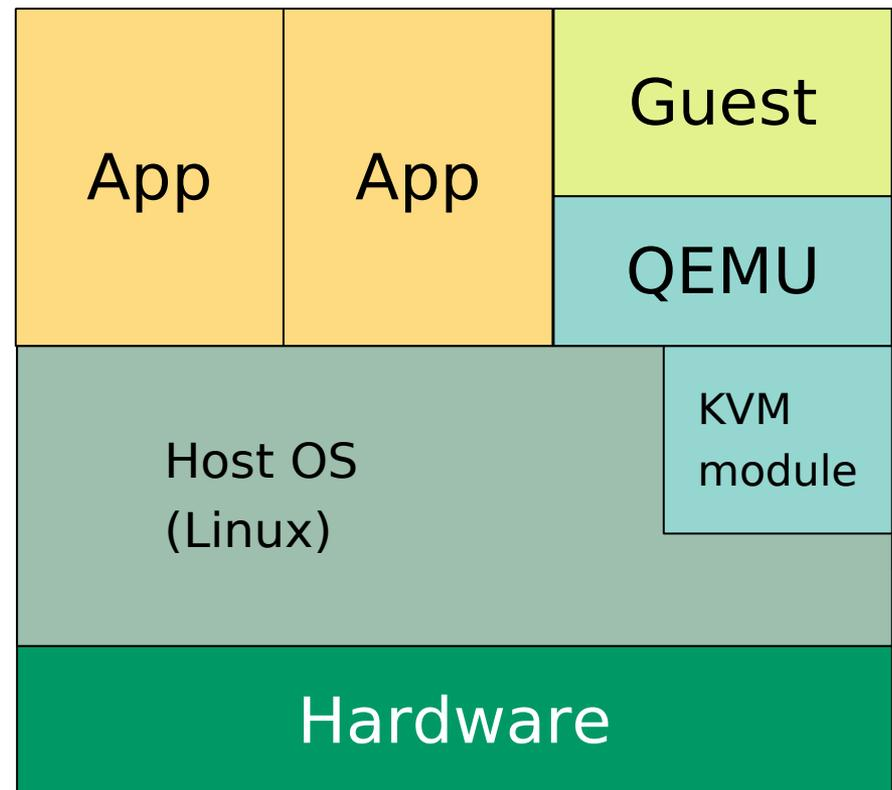 App
App
Guest
QEMU
Host OS
(Linux)
KVM
module
Hardware